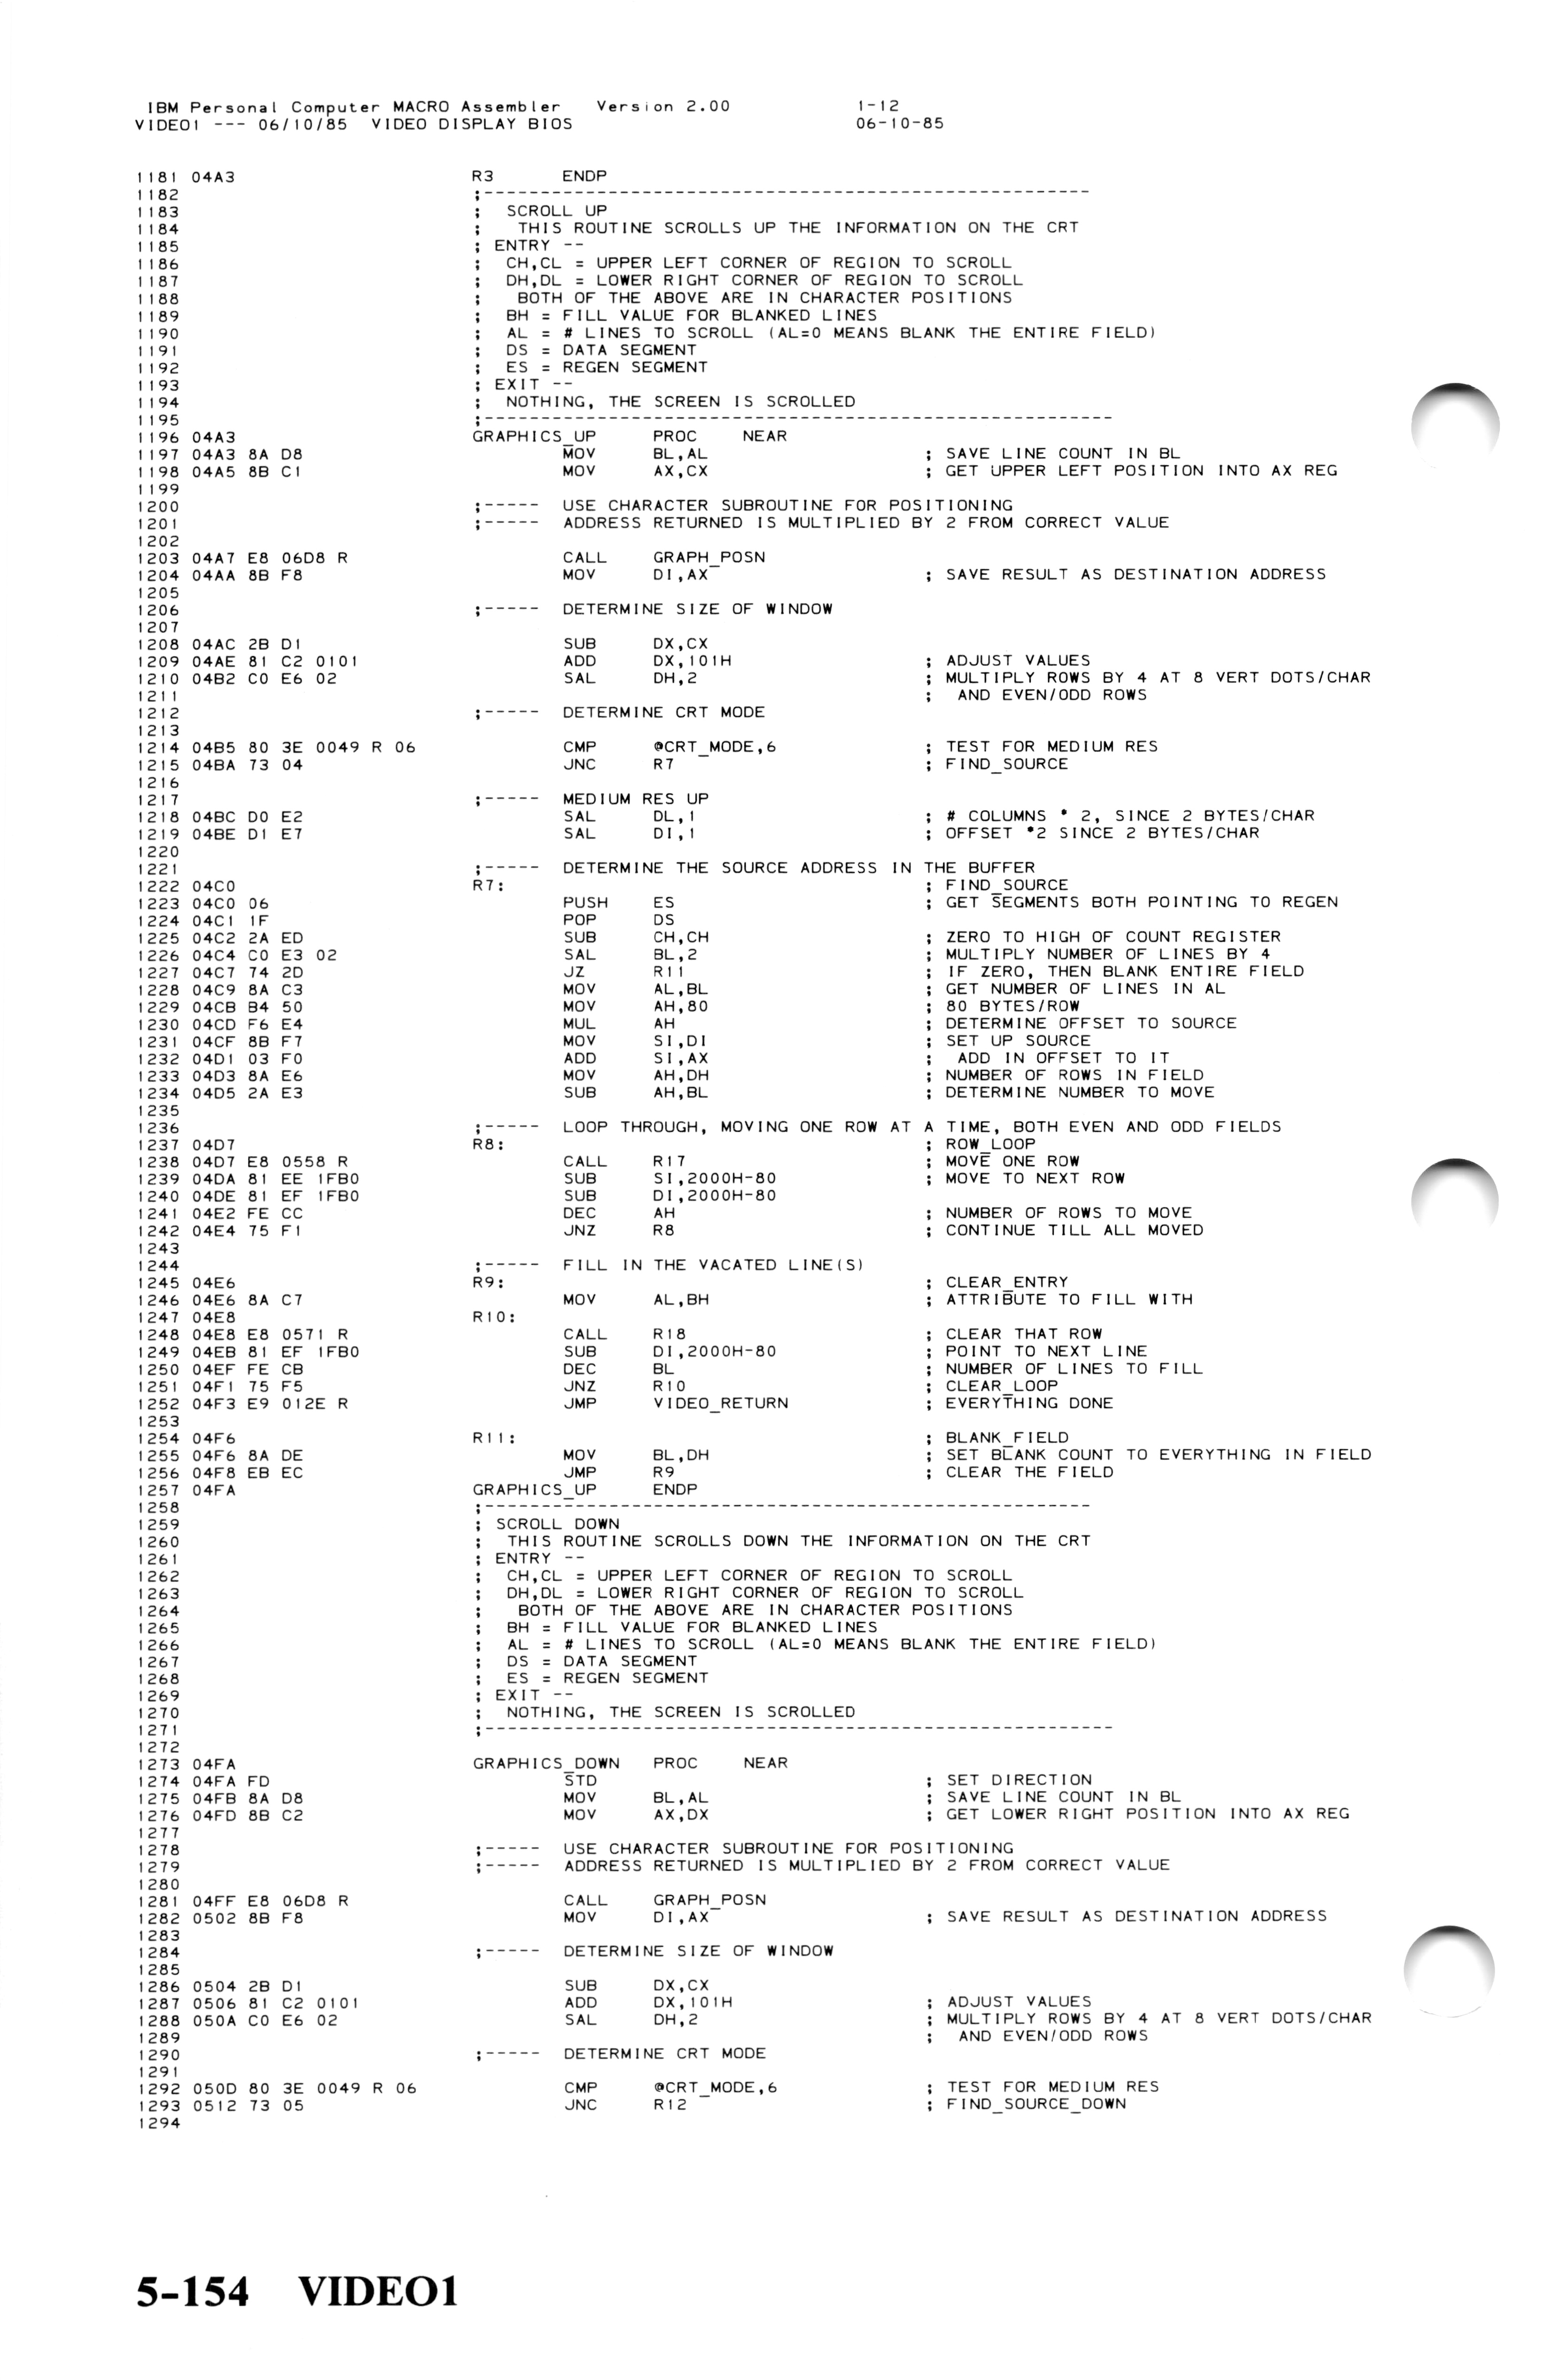 IBM Personal Computer MACRO Assembler   Version 2.00             1-12
VIDEO1 --- 06/10/85  VIDEO DISPLAY BIOS                         06-10-85
1181 04A3                     R3      ENDP
1182                          ;------------------------------------------------------
1183                          ;  SCROLL UP
1184                          ;   THIS ROUTINE SCROLLS UP THE INFORMATION ON THE CRT
1185                          ; ENTRY --
1186                          ;  CH,CL = UPPER LEFT CORNER OF REGION TO SCROLL
1187                          ;  DH,DL = LOWER RIGHT CORNER OF REGION TO SCROLL
1188                          ;   BOTH OF THE ABOVE ARE IN CHARACTER POSITIONS
1189                          ;  BH = FILL VALUE FOR BLANKED LINES
1190                          ;  AL = # LINES TO SCROLL (AL=0 MEANS BLANK THE ENTIRE FIELD)
1191                          ;  DS = DATA SEGMENT
1192                          ;  ES = REGEN SEGMENT
1193                          ; EXIT --
1194                          ;  NOTHING, THE SCREEN IS SCROLLED
1195                          ;--------------------------------------------------------
1196 04A3                     GRAPHICS_UP     PROC    NEAR
1197 04A3 8A D8                       MOV     BL,AL                   ; SAVE LINE COUNT IN BL
1198 04A5 8B C1                       MOV     AX,CX                   ; GET UPPER LEFT POSITION INTO AX REG
1199
1200                          ;-----  USE CHARACTER SUBROUTINE FOR POSITIONING
1201                          ;-----  ADDRESS RETURNED IS MULTIPLIED BY 2 FROM CORRECT VALUE
1202
1203 04A7 E8 06D8 R                   CALL    GRAPH_POSN
1204 04AA 8B F8                       MOV     DI,AX                   ; SAVE RESULT AS DESTINATION ADDRESS
1205
1206                          ;-----  DETERMINE SIZE OF WINDOW
1207
1208 04AC 2B D1                       SUB     DX,CX
1209 04AE 81 C2 0101                  ADD     DX,101H                 ; ADJUST VALUES
1210 04B2 C0 E6 02                    SAL     DH,2                    ; MULTIPLY ROWS BY 4 AT 8 VERT DOTS/CHAR
1211                                                                  ;  AND EVEN/ODD ROWS
1212                          ;-----  DETERMINE CRT MODE
1213
1214 04B5 80 3E 0049 R 06             CMP     @CRT_MODE,6             ; TEST FOR MEDIUM RES
1215 04BA 73 04                       JNC     R7                      ; FIND_SOURCE
1216
1217                          ;-----  MEDIUM RES UP
1218 04BC D0 E2                       SAL     DL,1                    ; # COLUMNS * 2, SINCE 2 BYTES/CHAR
1219 04BE D1 E7                       SAL     DI,1                    ; OFFSET *2 SINCE 2 BYTES/CHAR
1220
1221                          ;-----  DETERMINE THE SOURCE ADDRESS IN THE BUFFER
1222 04C0                     R7:                                     ; FIND_SOURCE
1223 04C0 06                          PUSH    ES                      ; GET SEGMENTS BOTH POINTING TO REGEN
1224 04C1 1F                          POP     DS
1225 04C2 2A ED                       SUB     CH,CH                   ; ZERO TO HIGH OF COUNT REGISTER
1226 04C4 C0 E3 02                    SAL     BL,2                    ; MULTIPLY NUMBER OF LINES BY 4
1227 04C7 74 2D                       JZ      R11                     ; IF ZERO, THEN BLANK ENTIRE FIELD
1228 04C9 8A C3                       MOV     AL,BL                   ; GET NUMBER OF LINES IN AL
1229 04CB B4 50                       MOV     AH,80                   ; 80 BYTES/ROW
1230 04CD F6 E4                       MUL     AH                      ; DETERMINE OFFSET TO SOURCE
1231 04CF 8B F7                       MOV     SI,DI                   ; SET UP SOURCE
1232 04D1 03 F0                       ADD     SI,AX                   ;  ADD IN OFFSET TO IT
1233 04D3 8A E6                       MOV     AH,DH                   ; NUMBER OF ROWS IN FIELD
1234 04D5 2A E3                       SUB     AH,BL                   ; DETERMINE NUMBER TO MOVE
1235
1236                          ;-----  LOOP THROUGH, MOVING ONE ROW AT A TIME, BOTH EVEN AND ODD FIELDS
1237 04D7                     R8:                                     ; ROW_LOOP
1238 04D7 E8 0558 R                   CALL    R17                     ; MOVE ONE ROW
1239 04DA 81 EE 1FB0                  SUB     SI,2000H-80             ; MOVE TO NEXT ROW
1240 04DE 81 EF 1FB0                  SUB     DI,2000H-80
1241 04E2 FE CC                       DEC     AH                      ; NUMBER OF ROWS TO MOVE
1242 04E4 75 F1                       JNZ     R8                      ; CONTINUE TILL ALL MOVED
1243
1244                          ;-----  FILL IN THE VACATED LINE(S)
1245 04E6                     R9:                                     ; CLEAR_ENTRY
1246 04E6 8A C7                       MOV     AL,BH                   ; ATTRIBUTE TO FILL WITH
1247 04E8                     R10:
1248 04E8 E8 0571 R                   CALL    R18                     ; CLEAR THAT ROW
1249 04EB 81 EF 1FB0                  SUB     DI,2000H-80             ; POINT TO NEXT LINE
1250 04EF FE CB                       DEC     BL                      ; NUMBER OF LINES TO FILL
1251 04F1 75 F5                       JNZ     R10                     ; CLEAR_LOOP
1252 04F3 E9 012E R                   JMP     VIDEO_RETURN            ; EVERYTHING DONE
1253
1254 04F6                     R11:                                    ; BLANK_FIELD
1255 04F6 8A DE                       MOV     BL,DH                   ; SET BLANK COUNT TO EVERYTHING IN FIELD
1256 04F8 EB EC                       JMP     R9                      ; CLEAR THE FIELD
1257 04FA                     GRAPHICS_UP     ENDP
1258                          ;------------------------------------------------------
1259                          ; SCROLL DOWN
1260                          ;  THIS ROUTINE SCROLLS DOWN THE INFORMATION ON THE CRT
1261                          ; ENTRY --
1262                          ;  CH,CL = UPPER LEFT CORNER OF REGION TO SCROLL
1263                          ;  DH,DL = LOWER RIGHT CORNER OF REGION TO SCROLL
1264                          ;   BOTH OF THE ABOVE ARE IN CHARACTER POSITIONS
1265                          ;  BH = FILL VALUE FOR BLANKED LINES
1266                          ;  AL = # LINES TO SCROLL (AL=0 MEANS BLANK THE ENTIRE FIELD)
1267                          ;  DS = DATA SEGMENT
1268                          ;  ES = REGEN SEGMENT
1269                          ; EXIT --
1270                          ;  NOTHING, THE SCREEN IS SCROLLED
1271                          ;--------------------------------------------------------
1272
1273 04FA                     GRAPHICS_DOWN   PROC    NEAR
1274 04FA FD                          STD                             ; SET DIRECTION
1275 04FB 8A D8                       MOV     BL,AL                   ; SAVE LINE COUNT IN BL
1276 04FD 8B C2                       MOV     AX,DX                   ; GET LOWER RIGHT POSITION INTO AX REG
1277
1278                          ;-----  USE CHARACTER SUBROUTINE FOR POSITIONING
1279                          ;-----  ADDRESS RETURNED IS MULTIPLIED BY 2 FROM CORRECT VALUE
1280
1281 04FF E8 06D8 R                   CALL    GRAPH_POSN
1282 0502 8B F8                       MOV     DI,AX                   ; SAVE RESULT AS DESTINATION ADDRESS
1283
1284                          ;-----  DETERMINE SIZE OF WINDOW
1285
1286 0504 2B D1                       SUB     DX,CX
1287 0506 81 C2 0101                  ADD     DX,101H                 ; ADJUST VALUES
1288 050A C0 E6 02                    SAL     DH,2                    ; MULTIPLY ROWS BY 4 AT 8 VERT DOTS/CHAR
1289                                                                  ;  AND EVEN/ODD ROWS
1290                          ;-----  DETERMINE CRT MODE
1291
1292 050D 80 3E 0049 R 06             CMP     @CRT_MODE,6             ; TEST FOR MEDIUM RES
1293 0512 73 05                       JNC     R12                     ; FIND_SOURCE_DOWN
1294
5-154   VIDEO1